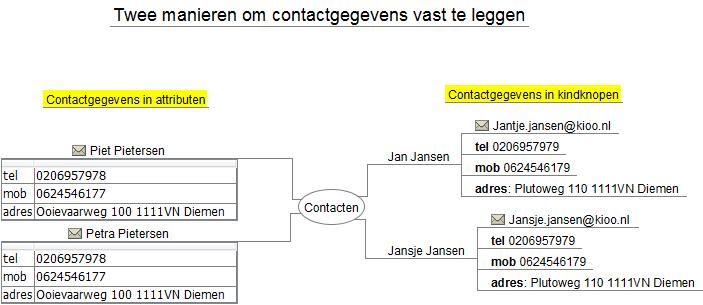 Twee manieren om contactgegevens vast te leggen
Contactgegevens in attributen
Piet Pietersen
tel 0206957978
mob 0624546177
adres Ooievaarweg 100 1111VN Diemen
Petra Pietersen
tel 0206957978
mob 0624546177
adres Ooievaarweg 100 1111VN Diemen
Contacten
Contactgegevens in kindknopen
Jan Jansen
Jantje.jansen@kioo.nl
tel 0206957979
mob 0624546179
adres: Plutoweg 110 1111VN Diemen
Jansje Jansen
Jansje.jansen@kioo.nl
tel 0206957979
mob 0624546179
adres: Plutoweg 110 1111VN Diemen